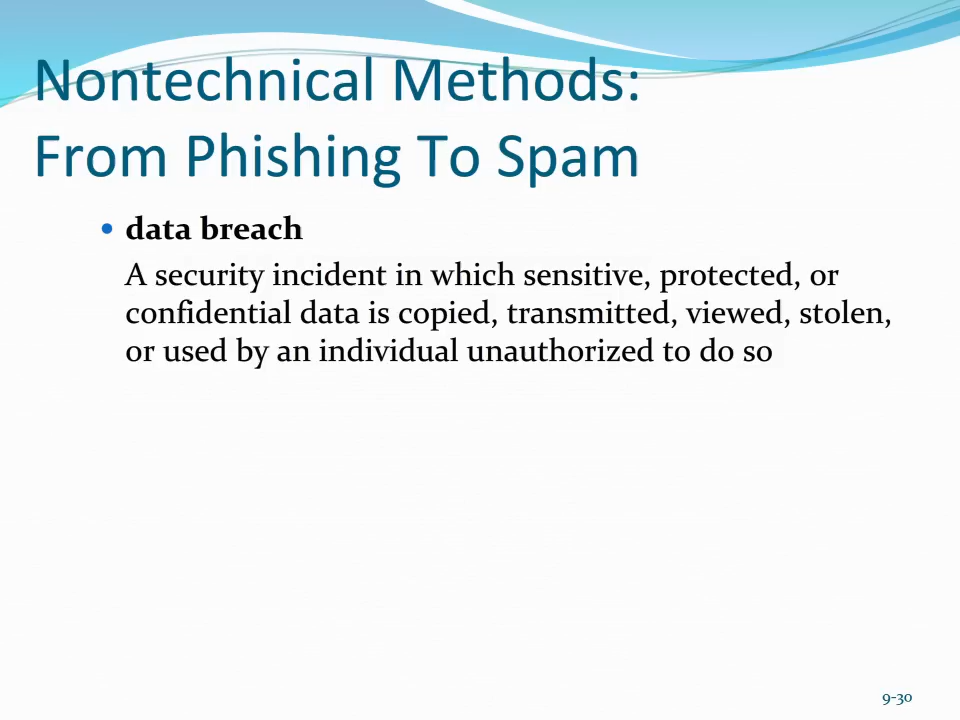 Nontechnical Methods:
From Phishing To Spam
• data breach
A security incident in which sensitive, protected, or
confidential data is copied, transmitted, viewed, stolen,
or used by an individual unauthorized to do so
9-30